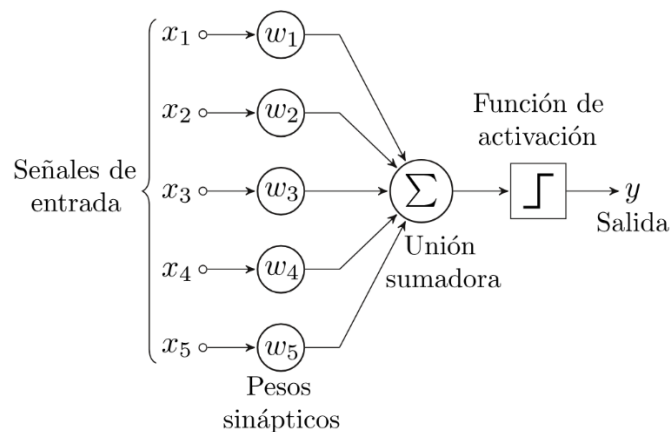 x₁
w₁
x₂
w₂
Función de
activación
Señales de
entrada
x₃
w₃
Σ
y
Salida
x₄
w₄
Unión
sumadora
x₅
w₅
Pesos
sinápticos